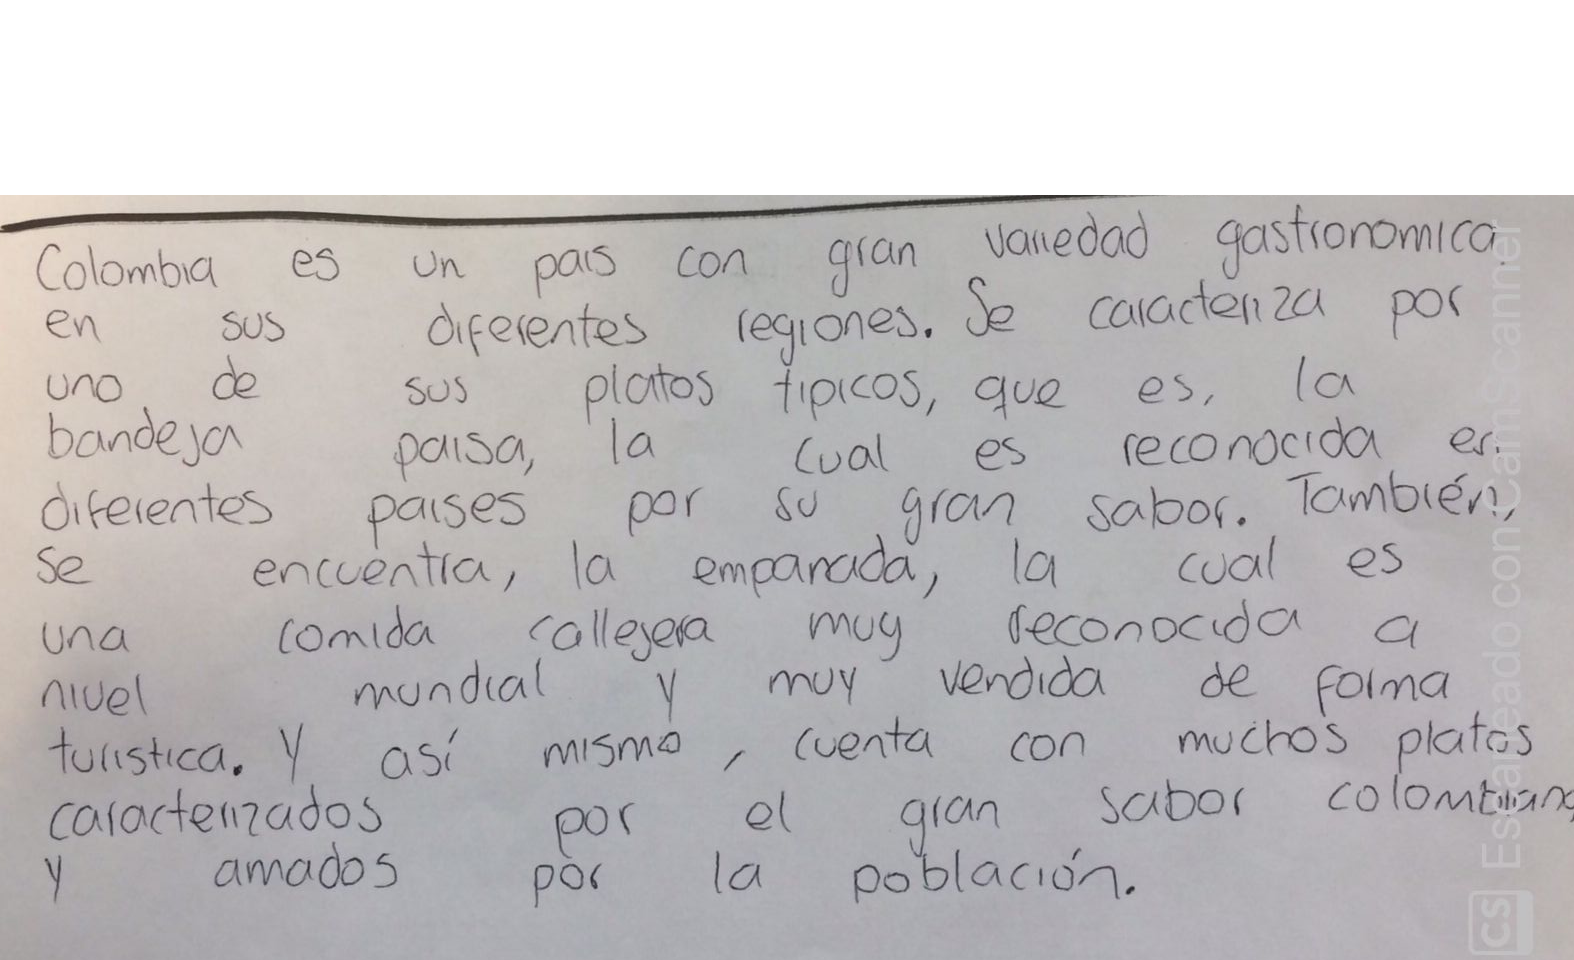 Colombia es un pais con gran variedad gastronomica.
en sus diferentes regiones. Se caracteriza por
uno de sus platos tipicos, que es, la
bandeja paisa, la cual es reconocida en
diferentes paises por su gran sabor. También,
se encuentra, la empanada, la cual es
una comida callejera muy reconocida a
nivel mundial y muy vendida de forma
turistica. Y así mismo, cuenta con muchos platos
caracterizados por el gran sabor colombiano
y amados por la población.
CS Escaneado con CamScanner